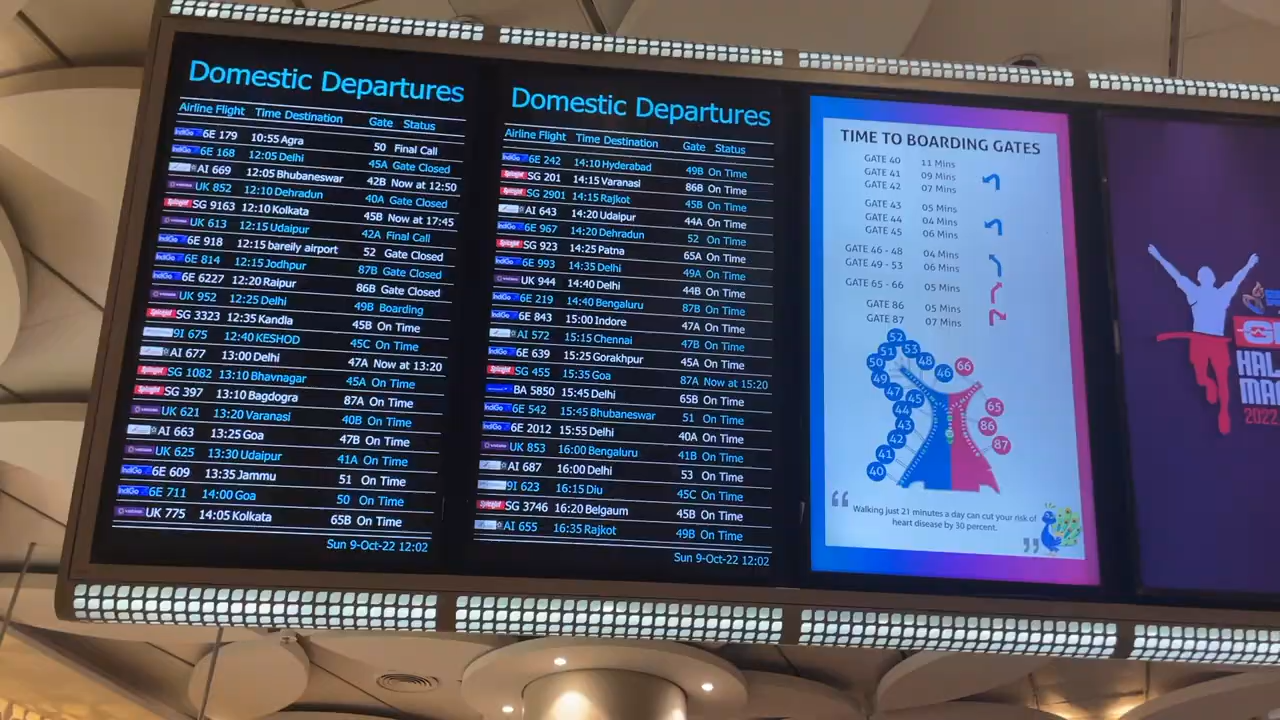 Domestic Departures
Airline Flight Time Destination Gate Status
IndiGo 6E 179 10:55 Agra 50 Final Call
IndiGo 6E 168 12:05 Delhi 45A Gate Closed
AI 669 12:05 Bhubaneswar 42B Now at 12:50
UK 852 12:10 Dehradun 40A Gate Closed
SG 9163 12:10 Kolkata 45B Now at 17:45
UK 613 12:15 Udaipur 42A Final Call
IndiGo 6E 918 12:15 bareily airport 52 Gate Closed
IndiGo 6E 814 12:15 Jodhpur 87B Gate Closed
IndiGo 6E 6227 12:20 Raipur 86B Gate Closed
UK 952 12:25 Delhi 49B Boarding
SG 3323 12:35 Kandla 45B On Time
9I 675 12:40 KESHOD 45C On Time
AI 677 13:00 Delhi 47A Now at 13:20
SG 1082 13:10 Bhavnagar 45A On Time
SG 397 13:10 Bagdogra 87A On Time
UK 621 13:20 Varanasi 40B On Time
AI 663 13:25 Goa 47B On Time
UK 625 13:30 Udaipur 41A On Time
IndiGo 6E 609 13:35 Jammu 51 On Time
IndiGo 6E 711 14:00 Goa 50 On Time
UK 775 14:05 Kolkata 65B On Time
Sun 9-Oct-22 12:02
Domestic Departures
Airline Flight Time Destination Gate Status
IndiGo 6E 242 14:10 Hyderabad 49B On Time
SG 201 14:15 Varanasi 86B On Time
SG 2901 14:15 Rajkot 45B On Time
AI 643 14:20 Udaipur 44A On Time
IndiGo 6E 967 14:20 Dehradun 52 On Time
SG 923 14:25 Patna 65A On Time
IndiGo 6E 993 14:35 Delhi 49A On Time
UK 944 14:40 Delhi 44B On Time
IndiGo 6E 219 14:40 Bengaluru 87B On Time
IndiGo 6E 843 15:00 Indore 47A On Time
AI 572 15:15 Chennai 47B On Time
IndiGo 6E 639 15:25 Gorakhpur 45A On Time
SG 455 15:35 Goa 87A Now at 15:20
BA 5850 15:45 Delhi 65B On Time
IndiGo 6E 542 15:45 Bhubaneswar 51 On Time
IndiGo 6E 2012 15:55 Delhi 40A On Time
UK 853 16:00 Bengaluru 41B On Time
AI 687 16:00 Delhi 53 On Time
9I 623 16:15 Diu 45C On Time
SG 3746 16:20 Belgaum 45B On Time
AI 655 16:35 Rajkot 49B On Time
Sun 9-Oct-22 12:02
TIME TO BOARDING GATES
GATE 40 11 Mins
GATE 41 09 Mins
GATE 42 07 Mins
GATE 43 05 Mins
GATE 44 04 Mins
GATE 45 06 Mins
GATE 46 - 48 04 Mins
GATE 49 - 53 06 Mins
GATE 65 - 66 05 Mins
GATE 86 05 Mins
GATE 87 07 Mins
52
51 53
50 48 46 66
49
47 45
44 65
43 86
42 87
41
40
"Walking just 21 minutes a day can cut your risk of
heart disease by 30 percent."
HAL
MA
2022